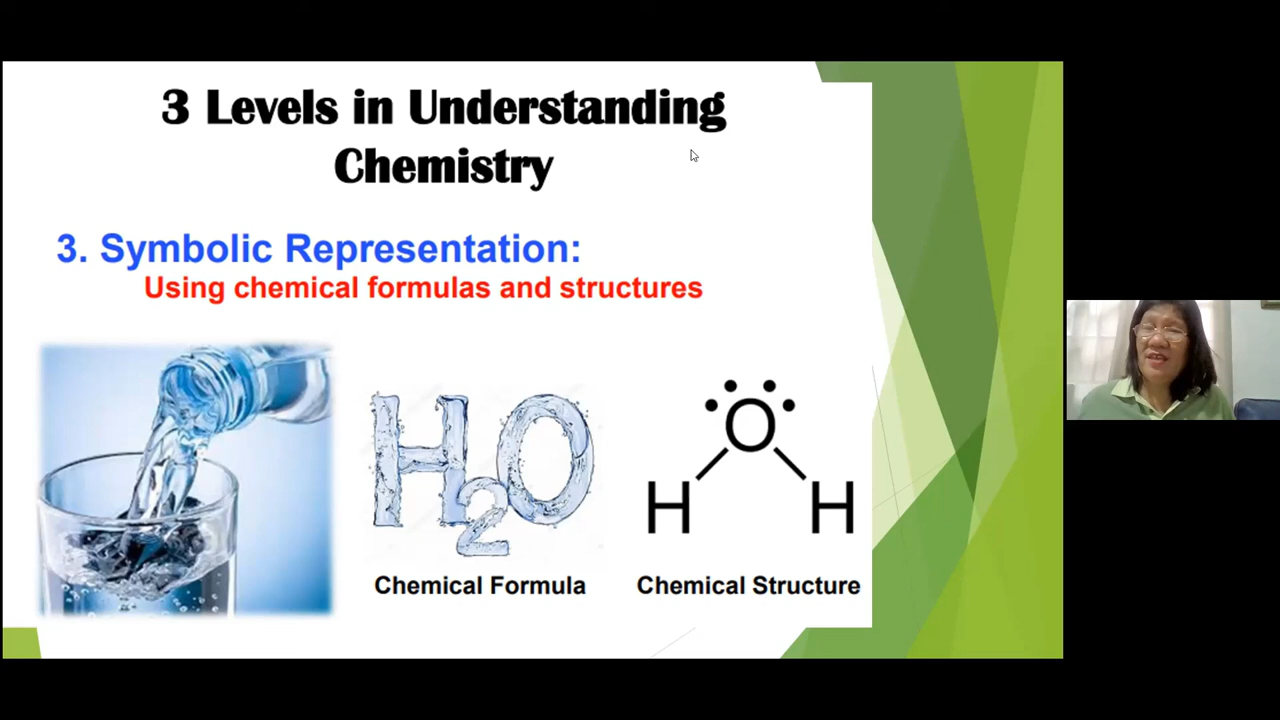 3 Levels in Understanding
Chemistry
3. Symbolic Representation:
Using chemical formulas and structures
H2O
O
H H
Chemical Formula
Chemical Structure